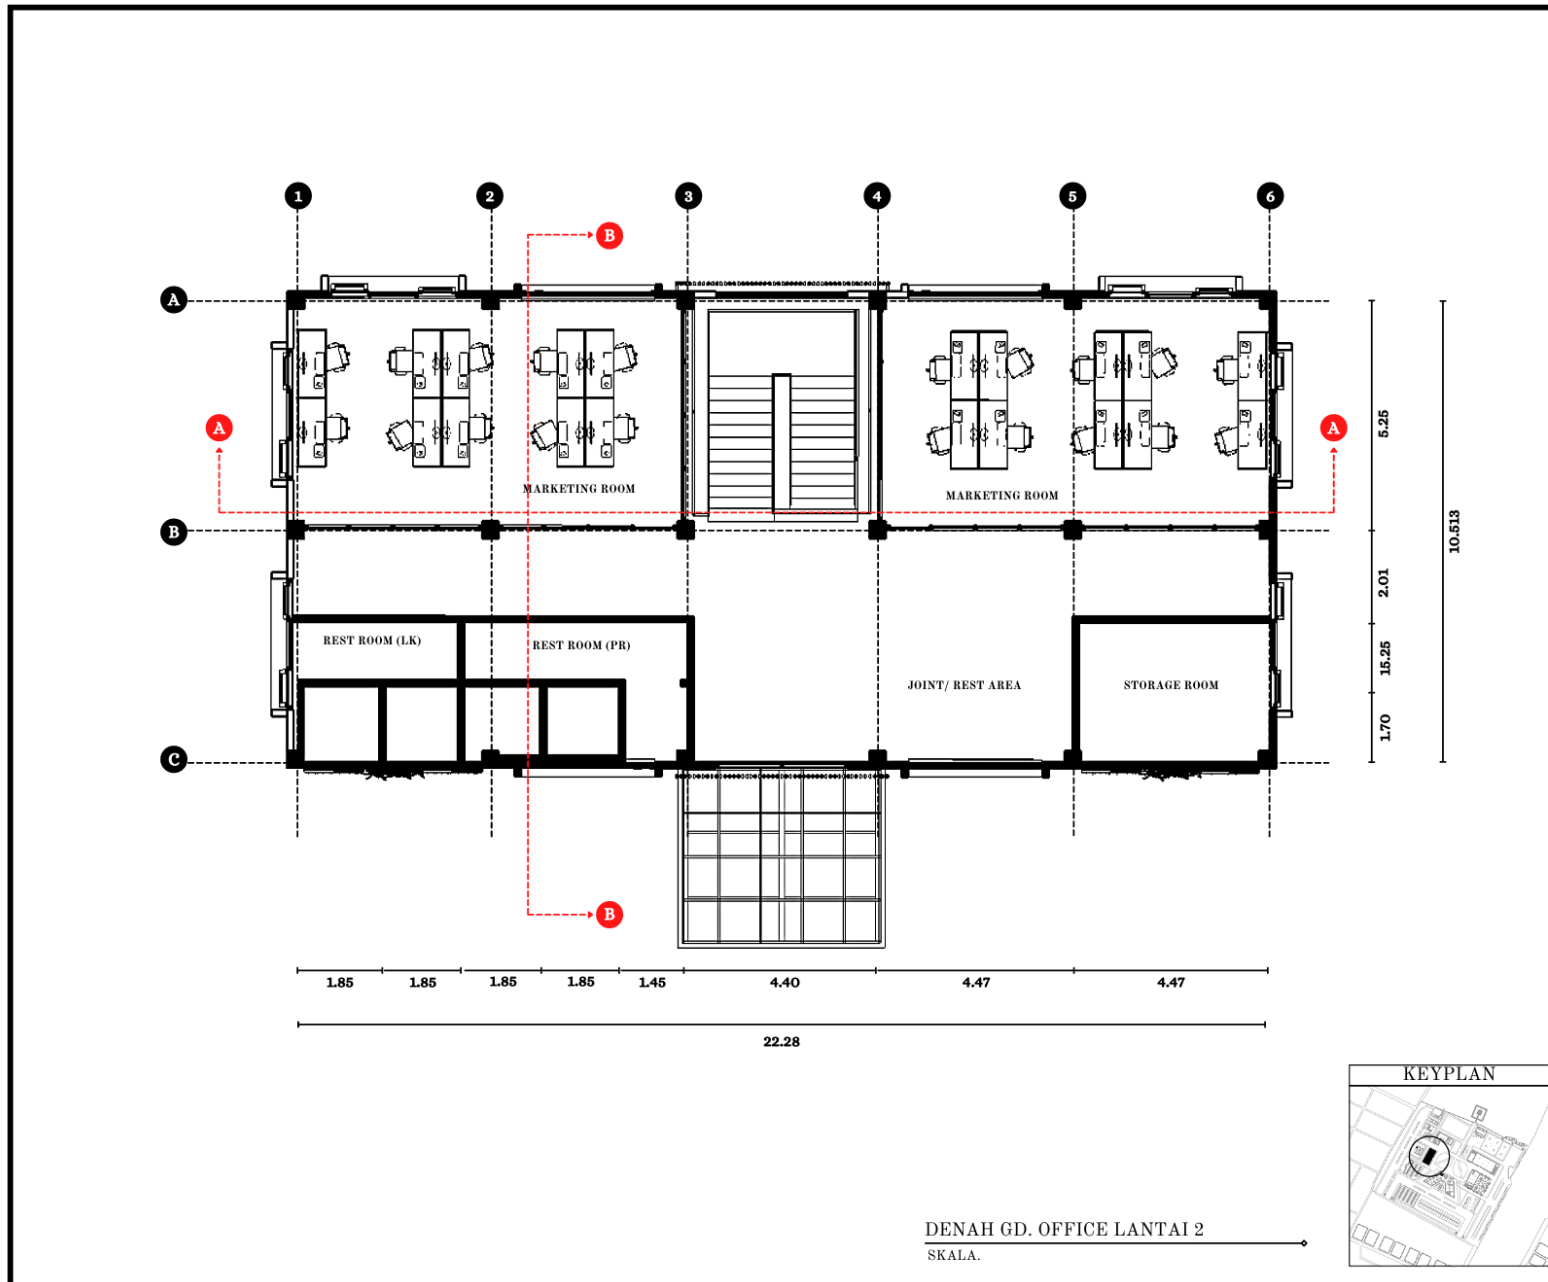 1 2 3 4 5 6
B
A
A A
5.25
MARKETING ROOM MARKETING ROOM
B
10.513
2.01
REST ROOM (LK) REST ROOM (PR)
15.25
JOINT/ REST AREA STORAGE ROOM
1.70
C
B
1.85 1.85 1.85 1.85 1.45 4.40 4.47 4.47
22.28
KEYPLAN
DENAH GD. OFFICE LANTAI 2
SKALA.